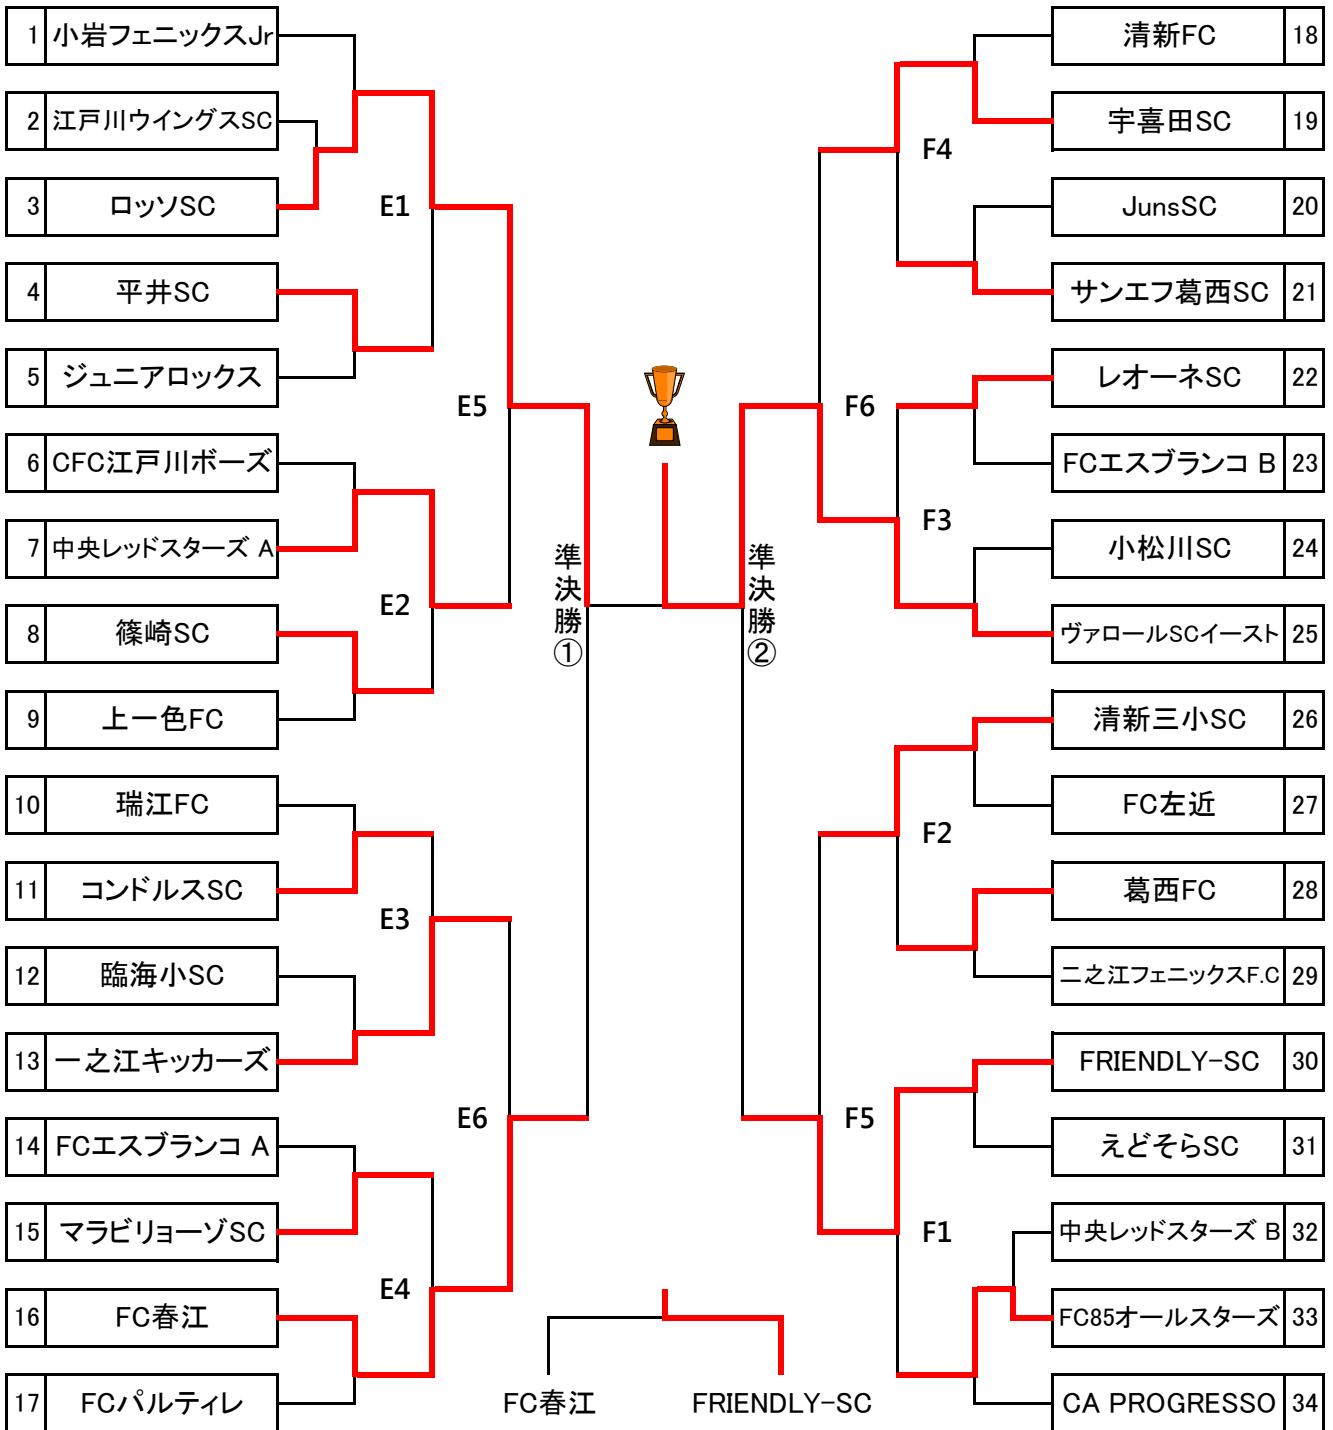 1 小岩フェニックスJr
2 江戸川ウイングスSC
3 ロッソSC
E1
4 平井SC
5 ジュニアロックス
E5
6 CFC江戸川ボーズ
7 中央レッドスターズ A
E2
8 篠崎SC
9 上一色FC
10 瑞江FC
11 コンドルスSC
E3
12 臨海小SC
13 一之江キッカーズ
E6
14 FCエスブランコ A
15 マラビリョーゾSC
E4
16 FC春江
17 FCパルティレ
準決勝①
準決勝②
FC春江
FRIENDLY-SC
清新FC 18
宇喜田SC 19
F4
JunsSC 20
サンエフ葛西SC 21
レオーネSC 22
F6
FCエスブランコ B 23
F3
小松川SC 24
ヴァロールSCイースト 25
清新三小SC 26
FC左近 27
F2
葛西FC 28
二之江フェニックスF.C 29
FRIENDLY-SC 30
F5
えどそらSC 31
F1
中央レッドスターズ B 32
FC85オールスターズ 33
CA PROGRESSO 34